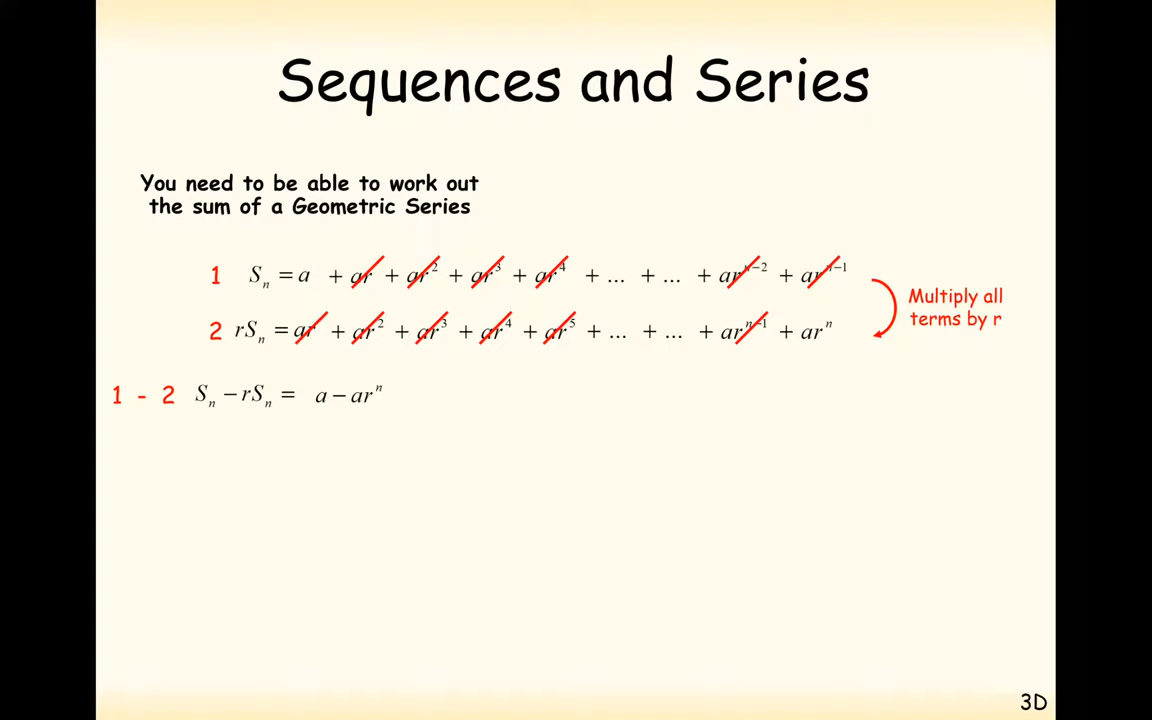 Sequences and Series
You need to be able to work out
the sum of a Geometric Series
1 Sₙ = a + ar + ar² + ar³ + ar⁴ + ... + ... + arⁿ⁻² + arⁿ⁻¹
Multiply all
terms by r
2 rSₙ = ar + ar² + ar³ + ar⁴ + ar⁵ + ... + ... + arⁿ⁻¹ + arⁿ
1 - 2 Sₙ − rSₙ = a − arⁿ
3D